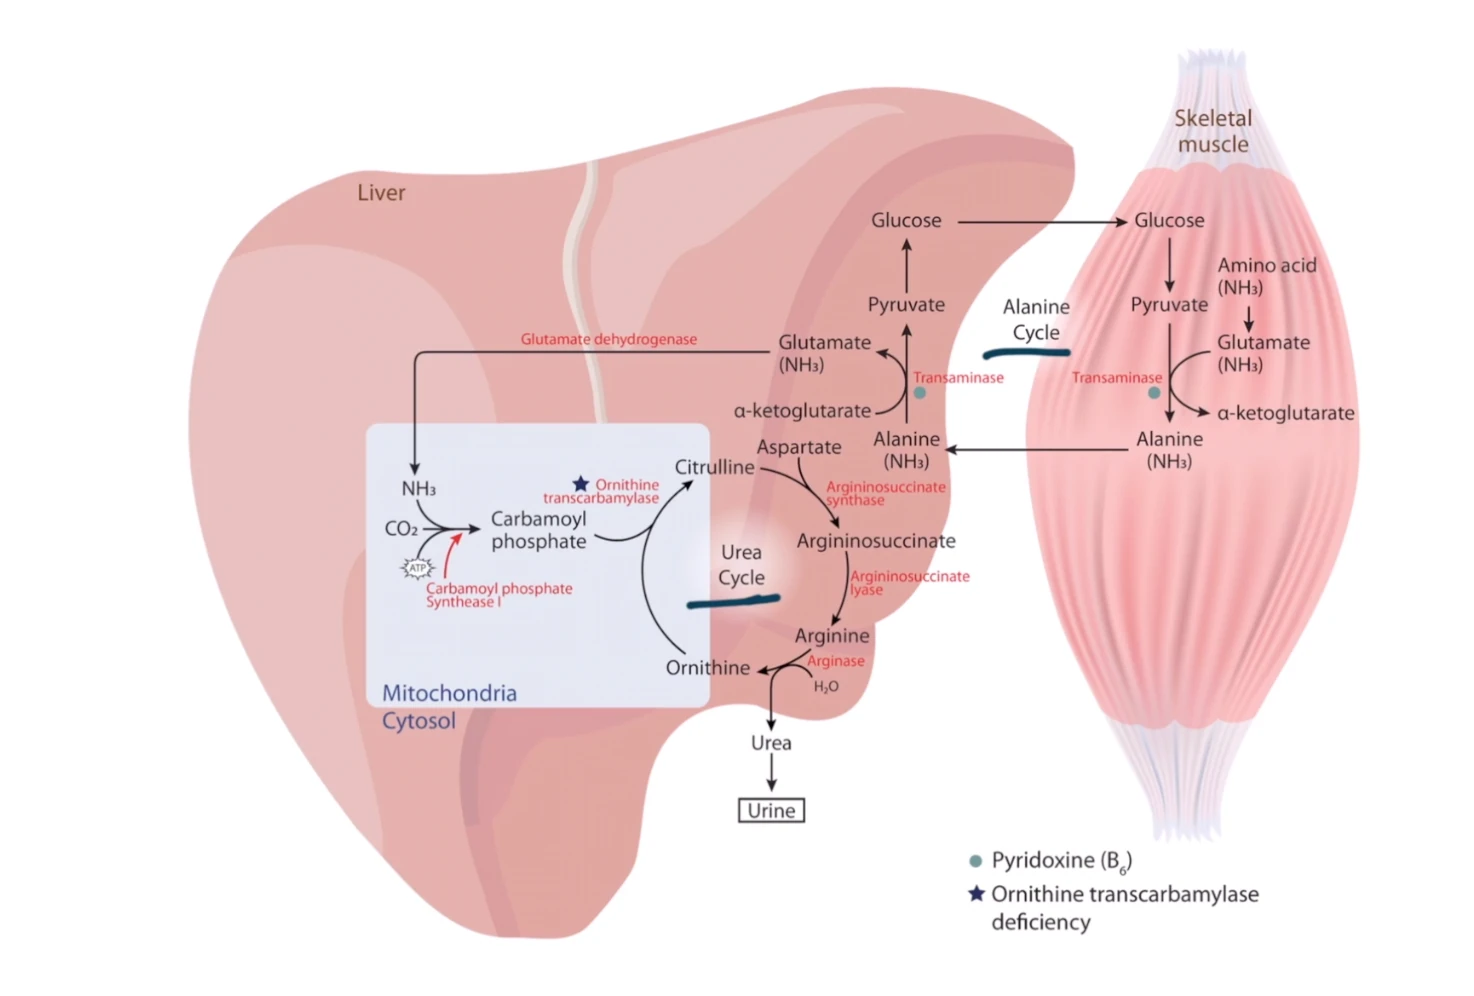 Skeletal
muscle
Liver
Glucose
Glucose
Amino acid
(NH₃)
Pyruvate
Alanine
Cycle
Pyruvate
Glutamate dehydrogenase
Glutamate
(NH₃)
Glutamate
(NH₃)
Transaminase
Transaminase
α-ketoglutarate
α-ketoglutarate
Aspartate
Alanine
(NH₃)
Alanine
(NH₃)
Citrulline
NH₃
Ornithine
transcarbamylase
Argininosuccinate
synthase
CO₂
Carbamoyl
phosphate
ATP
Urea
Cycle
Argininosuccinate
Carbamoyl phosphate
Synthease I
Argininosuccinate
lyase
Arginine
Arginase
Ornithine
H₂O
Mitochondria
Cytosol
Urea
Urine
Pyridoxine (B₆)
Ornithine transcarbamylase
deficiency